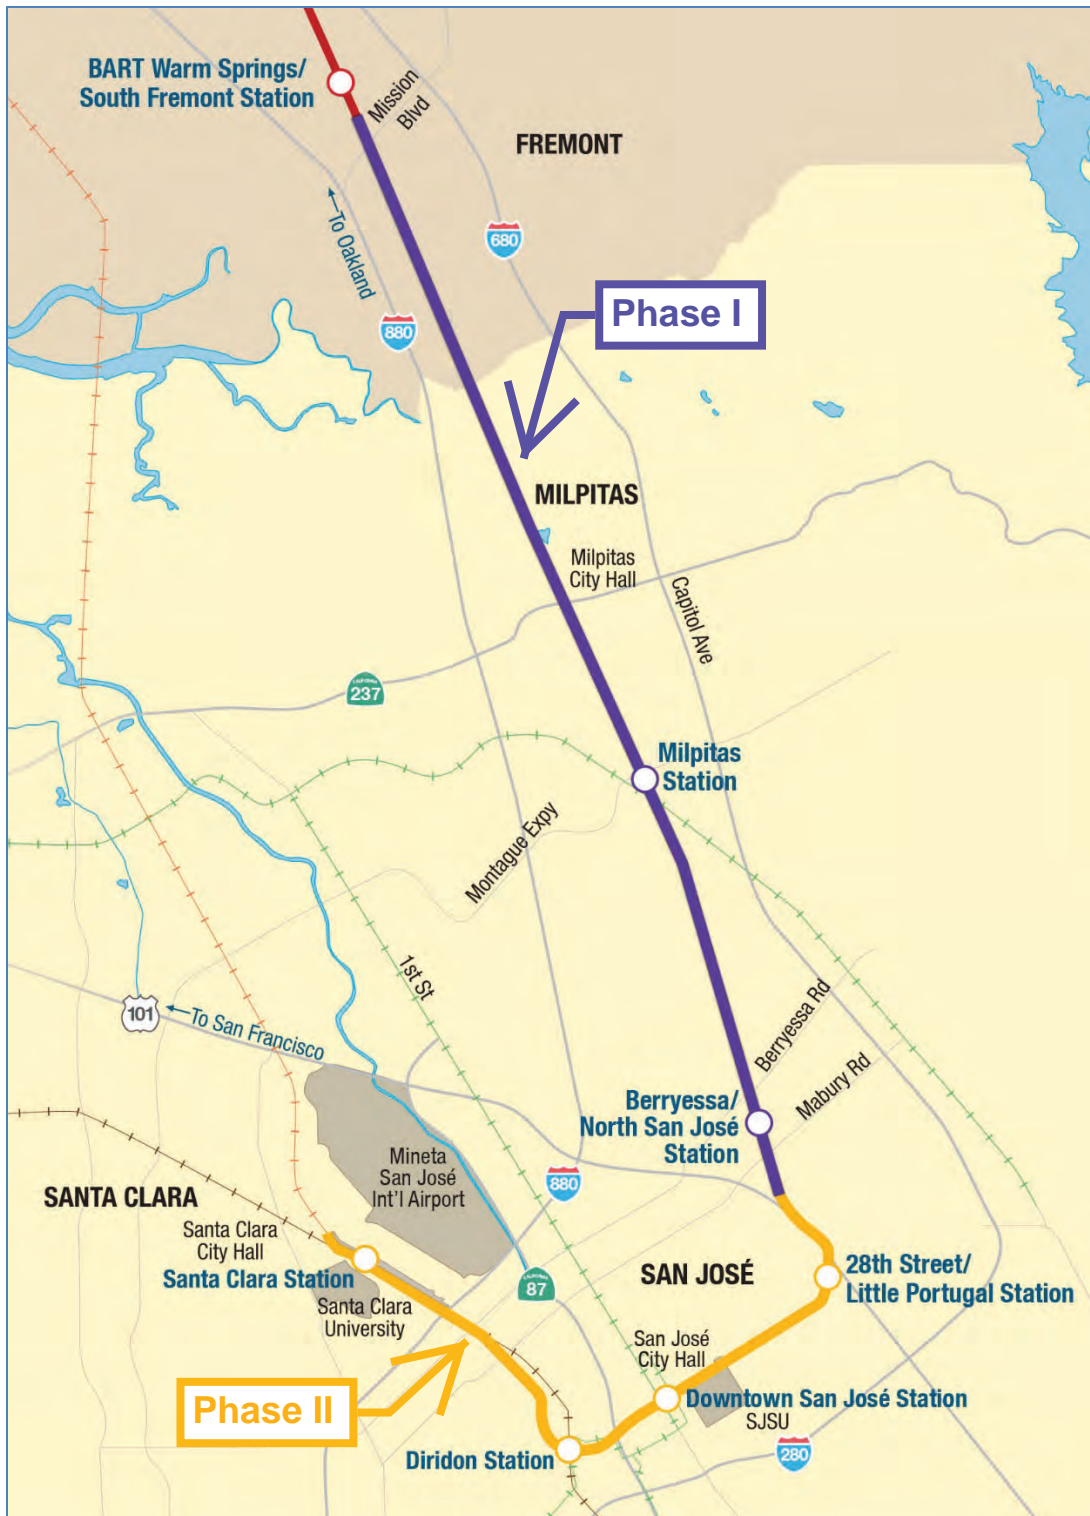 BART Warm Springs/
South Fremont Station
Mission
Blvd
FREMONT
To Oakland
680
880
Phase I
MILPITAS
Milpitas
City Hall
Capitol Ave
CALIFORNIA
237
Milpitas
Station
Montague Expy
1st St
101
To San Francisco
Berryessa Rd
Mabury Rd
Berryessa/
North San José
Station
Mineta
San José
Int'l Airport
880
SANTA CLARA
Santa Clara
City Hall
Santa Clara Station
Santa Clara
University
CALIFORNIA
87
SAN JOSÉ
28th Street/
Little Portugal Station
San José
City Hall
Phase II
Downtown San José Station
SJSU
Diridon Station
280